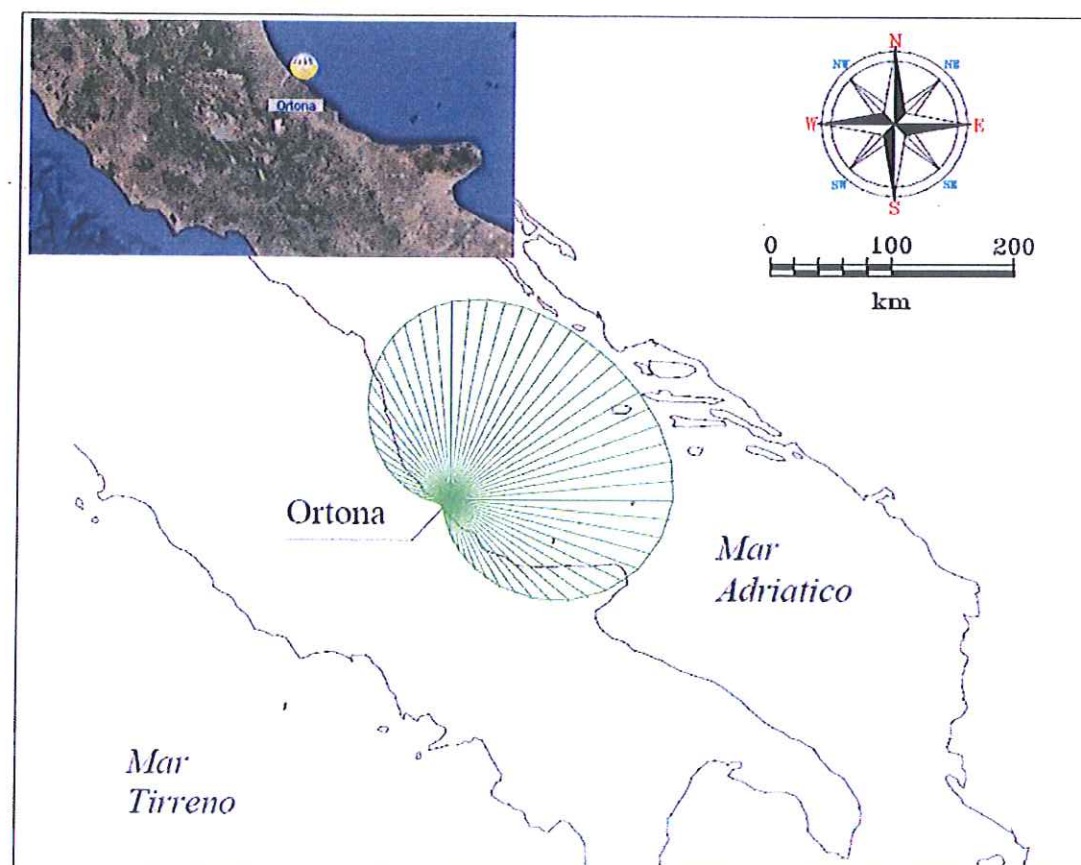 Ortona
N
NW
NE
W
E
SW
SE
S
0 100 200
km
Ortona
Mar
Adriatico
Mar
Tirreno